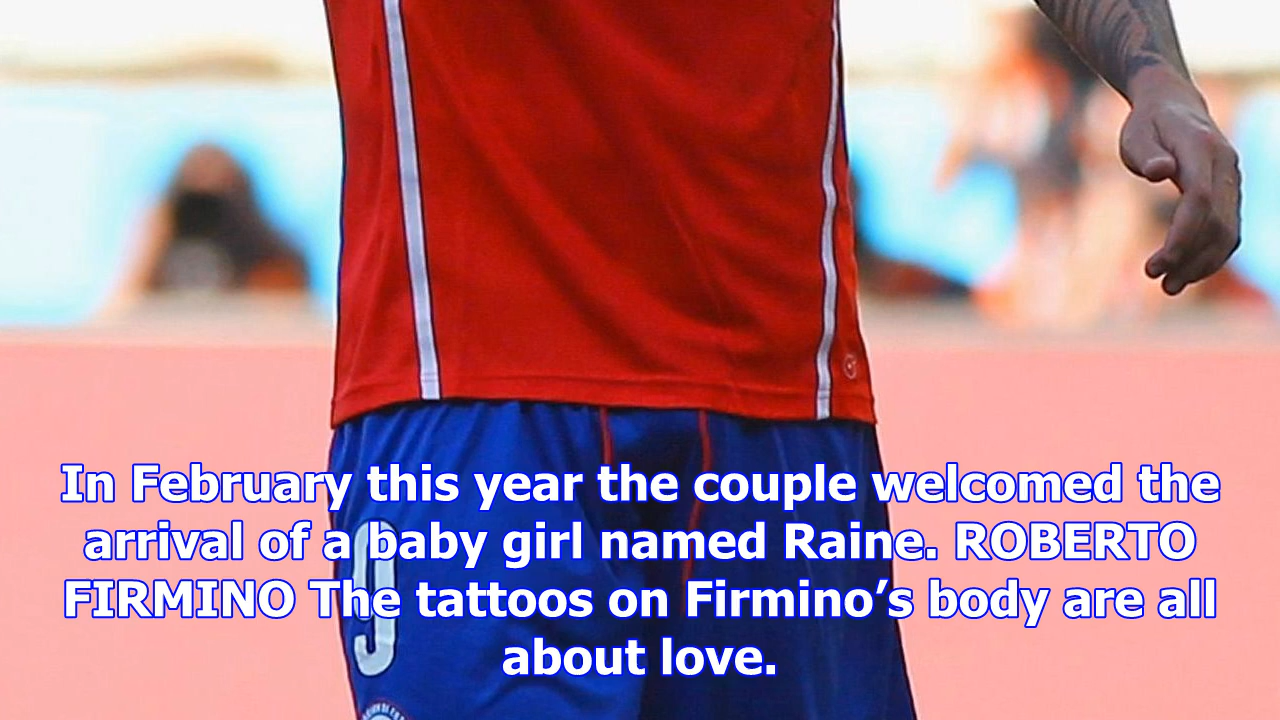 In February this year the couple welcomed the
arrival of a baby girl named Raine. ROBERTO
FIRMINO The tattoos on Firmino’s body are all
about love.
9